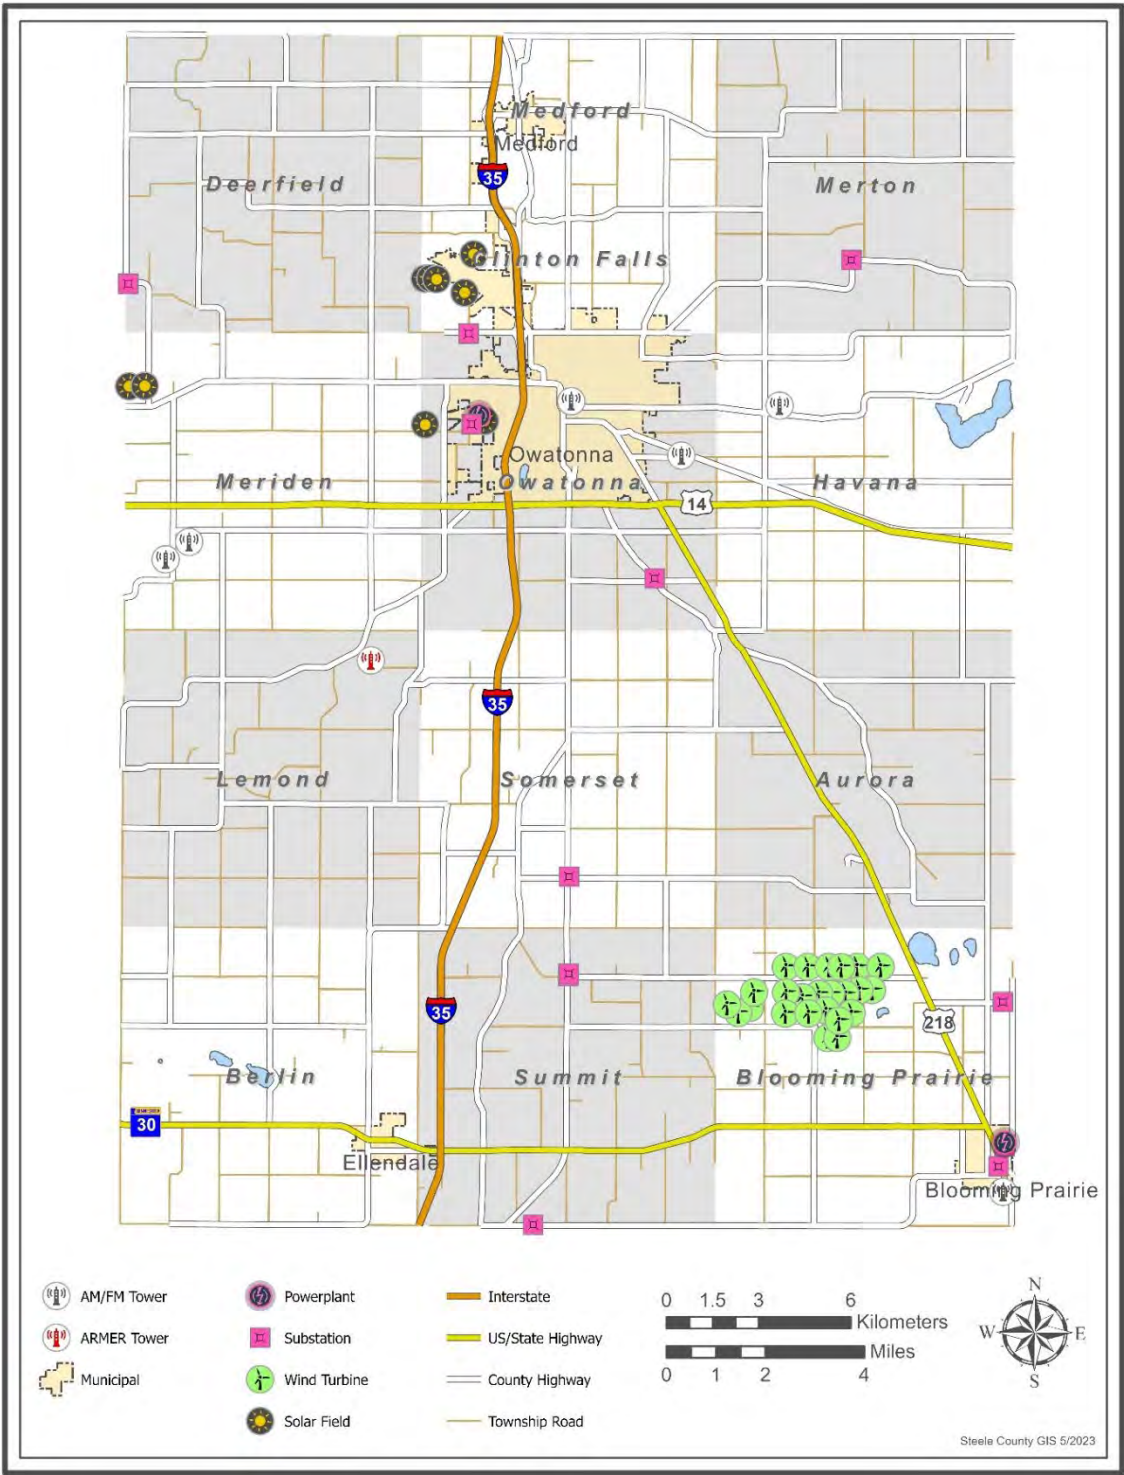 Medford
Medford
35
Deerfield
Merton
Clinton Falls
Owatonna
Meriden
Owatonna
Havana
14
35
Lemond
Somerset
Aurora
35
218
Berlin
Summit
Blooming Prairie
30
Ellendale
Blooming Prairie
AM/FM Tower
Powerplant
Interstate
0 1.5 3 6
Kilometers
N
ARMER Tower
Substation
US/State Highway
W E
Miles
Municipal
Wind Turbine
County Highway
0 1 2 4
S
Solar Field
Township Road
Steele County GIS 5/2023